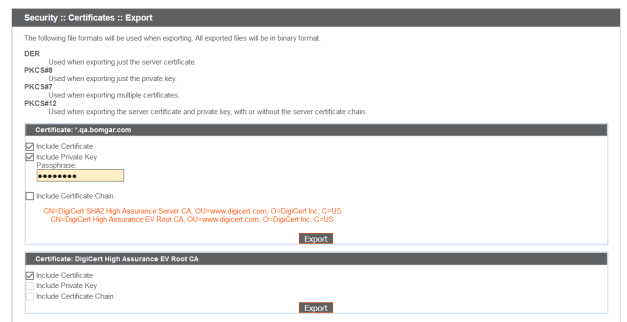 Security :: Certificates :: Export
The following file formats will be used when exporting. All exported files will be in binary format.
DER
Used when exporting just the server certificate.
PKCS#8
Used when exporting just the private key.
PKCS#7
Used when exporting multiple certificates.
PKCS#12
Used when exporting the server certificate and private key, with or without the server certificate chain.
Certificate: *.qa.bomgar.com
Include Certificate
Include Private Key
Passphrase:
●●●●●●●●
Include Certificate Chain
CN=DigiCert SHA2 High Assurance Server CA, OU=www.digicert.com, O=DigiCert Inc, C=US
CN=DigiCert High Assurance EV Root CA, OU=www.digicert.com, O=DigiCert Inc, C=US
Export
Certificate: DigiCert High Assurance EV Root CA
Include Certificate
Include Private Key
Include Certificate Chain
Export